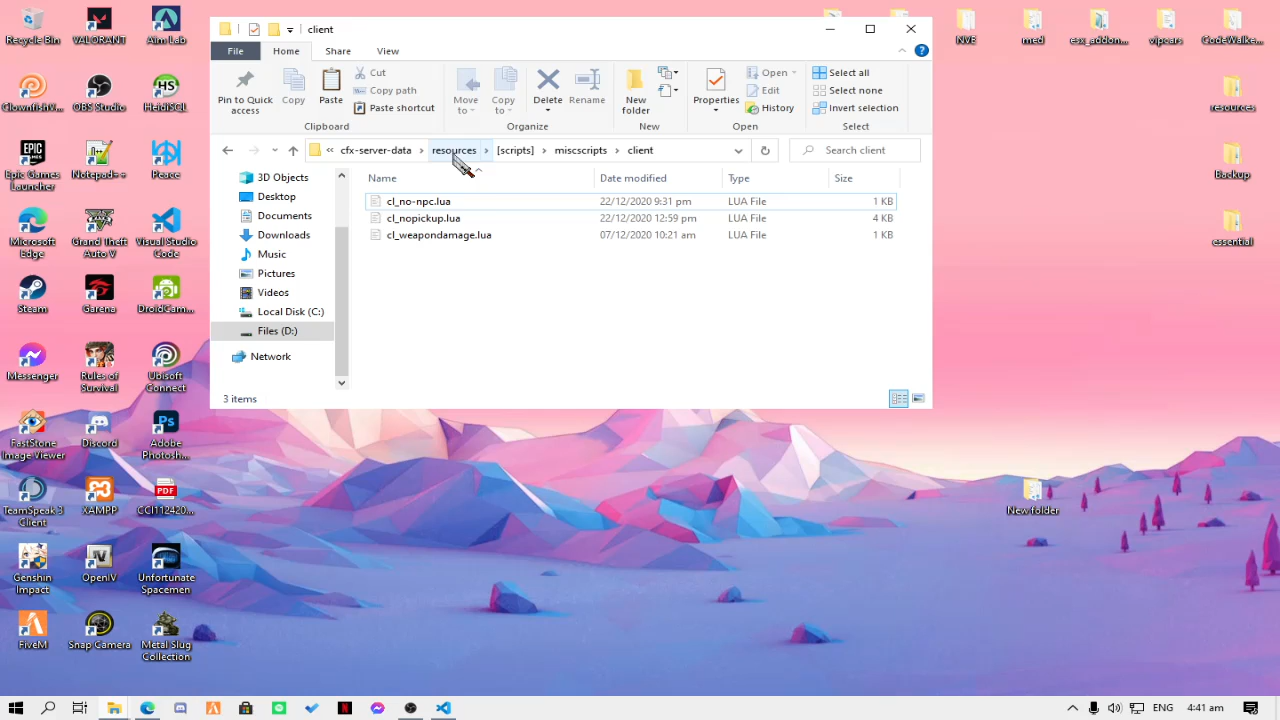 client
File
Home
Share
View
Pin to Quick
access
Copy
Paste
Cut
Copy path
Paste shortcut
Clipboard
Move
to
Copy
to
Delete
Rename
Organize
New
folder
New
Properties
Open
Edit
History
Open
Select all
Select none
Invert selection
Select
cfx-server-data
resources
[scripts]
miscscripts
client
Search client
Name
Date modified
Type
Size
cl_no-npc.lua 22/12/2020 9:31 pm LUA File 1 KB
cl_nopickup.lua 22/12/2020 12:59 pm LUA File 4 KB
cl_weapondamage.lua 07/12/2020 10:21 am LUA File 1 KB
3D Objects
Desktop
Documents
Downloads
Music
Pictures
Videos
Local Disk (C:)
Files (D:)
Network
3 items
Recycle Bin
VALORANT
Aim Lab
OBS Studio
HeidiSQL
Epic Games
Launcher
Notepad++
Peace
Microsoft
Edge
Grand Theft
Auto V
Visual Studio
Code
Steam
Garena
DroidCam...
Messenger
Rules of
Survival
Ubisoft
Connect
FastStone
Image Viewer
Discord
Adobe
Photosh...
TeamSpeak 3
Client
XAMPP
CCI112420...
Genshin
Impact
OpenIV
Unfortunate
Spacemen
FiveM
Snap Camera
Metal Slug
Collection
NVE
med
esx_addon...
vipcars
CodeWalke...
resources
Backup
essential
New folder
ENG
4:41 am